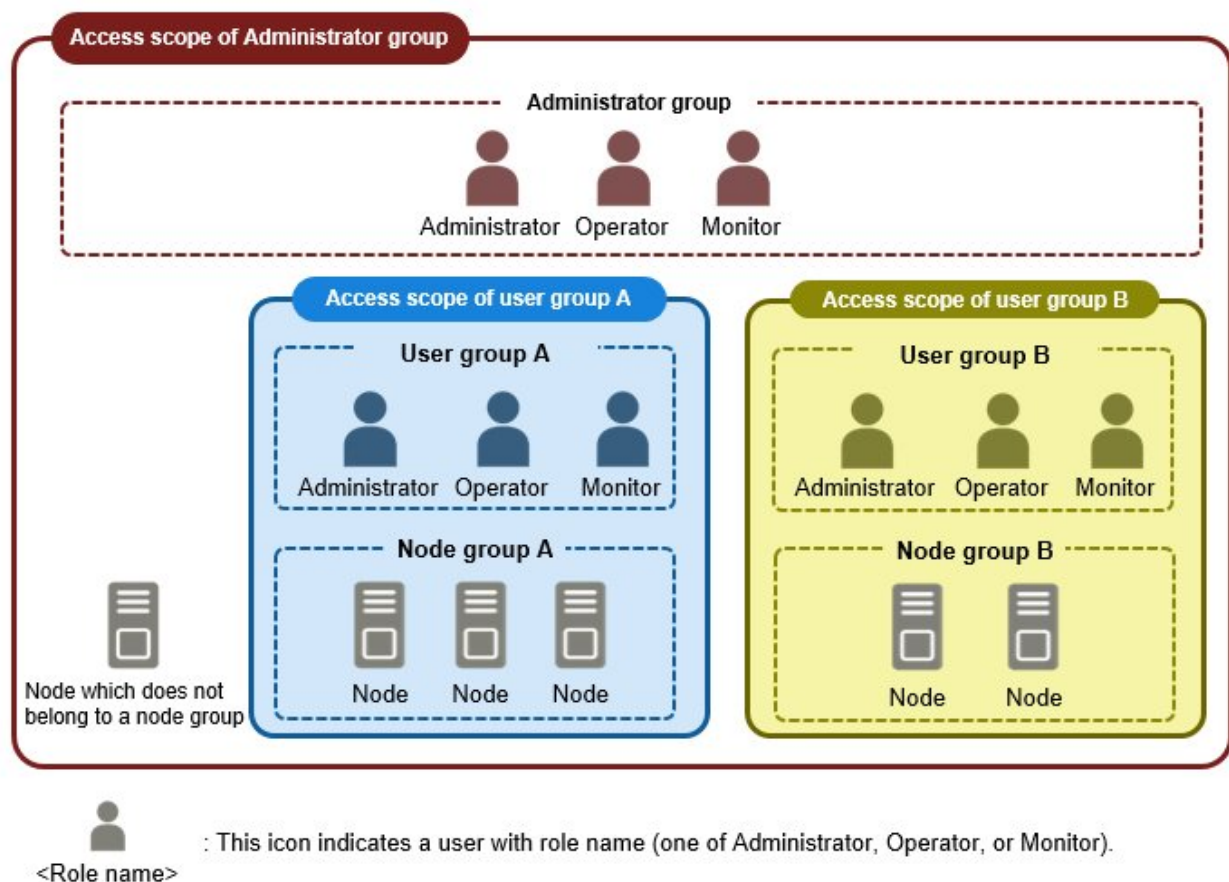 Access scope of Administrator group
Administrator group
Administrator Operator Monitor
Access scope of user group A
Access scope of user group B
User group A
User group B
Administrator Operator Monitor
Administrator Operator Monitor
Node group A
Node group B
Node Node Node
Node Node
Node which does not
belong to a node group
: This icon indicates a user with role name (one of Administrator, Operator, or Monitor).
<Role name>